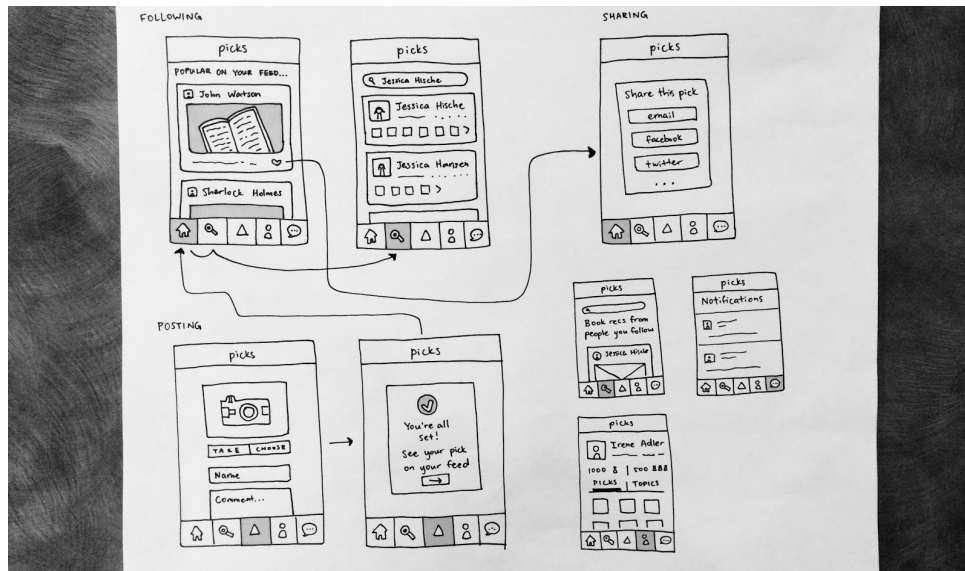 FOLLOWING
picks
POPULAR ON YOUR FEED...
John Watson
Sherlock Holmes
picks
Jessica Hische
Jessica Hische
Jessica Hansen
SHARING
picks
Share this pick
email
facebook
twitter
...
POSTING
picks
TAKE CHOOSE
Name
Comment...
picks
You're all
set!
See your pick
on your feed
picks
Book recs from
people you follow
Jessica Hische
picks
Notifications
picks
Irene Adler
1000 | 500
PICKS | TOPICS